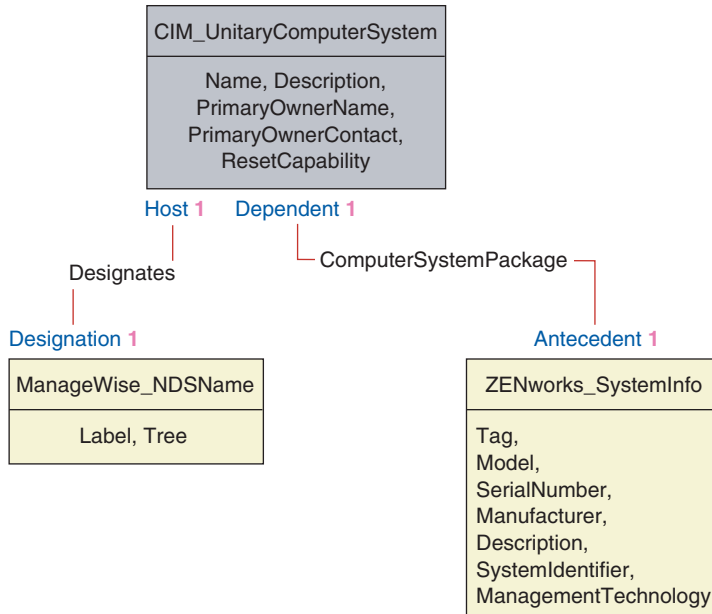 CIM_UnitaryComputerSystem
Name, Description,
PrimaryOwnerName,
PrimaryOwnerContact,
ResetCapability
Host 1 Dependent 1
Designates
ComputerSystemPackage
Designation 1
Antecedent 1
ManageWise_NDSName
Label, Tree
ZENworks_SystemInfo
Tag,
Model,
SerialNumber,
Manufacturer,
Description,
SystemIdentifier,
ManagementTechnology